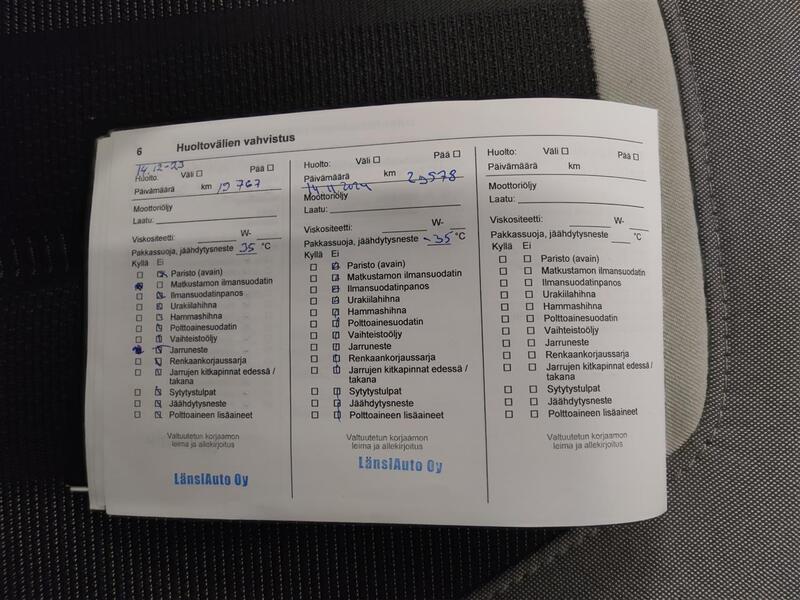 6 Huoltovälien vahvistus
14.12-23
Huolto: Väli ☐ Pää ☐
Päivämäärä km 19 767
Moottoriöljy
Laatu:
Viskositeetti: W-
Pakkassuoja, jäähdytysneste 35 °C
Kyllä Ei
Paristo (avain)
Matkustamon ilmansuodatin
Ilmansuodatinpanos
Urakiilahihna
Hammashihna
Polttoainesuodatin
Vaihteistoöljy
Jarruneste
Renkaankorjaussarja
Jarrujen kitkapinnat edessä /
takana
Sytytystulpat
Jäähdytysneste
Polttoaineen lisäaineet
Valtuutetun korjaamon
leima ja allekirjoitus
LänsiAuto Oy
Huolto: Väli ☐ Pää ☐
Päivämäärä km 29578
14 11 2024
Moottoriöljy
Laatu:
Viskositeetti: W-
Pakkassuoja, jäähdytysneste -35 °C
Kyllä Ei
Paristo (avain)
Matkustamon ilmansuodatin
Ilmansuodatinpanos
Urakiilahihna
Hammashihna
Polttoainesuodatin
Vaihteistoöljy
Jarruneste
Renkaankorjaussarja
Jarrujen kitkapinnat edessä /
takana
Sytytystulpat
Jäähdytysneste
Polttoaineen lisäaineet
Valtuutetun korjaamon
leima ja allekirjoitus
LänsiAuto Oy
Huolto: Väli ☐ Pää ☐
Päivämäärä km
Moottoriöljy
Laatu:
Viskositeetti: W-
Pakkassuoja, jäähdytysneste °C
Kyllä Ei
Paristo (avain)
Matkustamon ilmansuodatin
Ilmansuodatinpanos
Urakiilahihna
Hammashihna
Polttoainesuodatin
Vaihteistoöljy
Jarruneste
Renkaankorjaussarja
Jarrujen kitkapinnat edessä /
takana
Sytytystulpat
Jäähdytysneste
Polttoaineen lisäaineet
Valtuutetun korjaamon
leima ja allekirjoitus